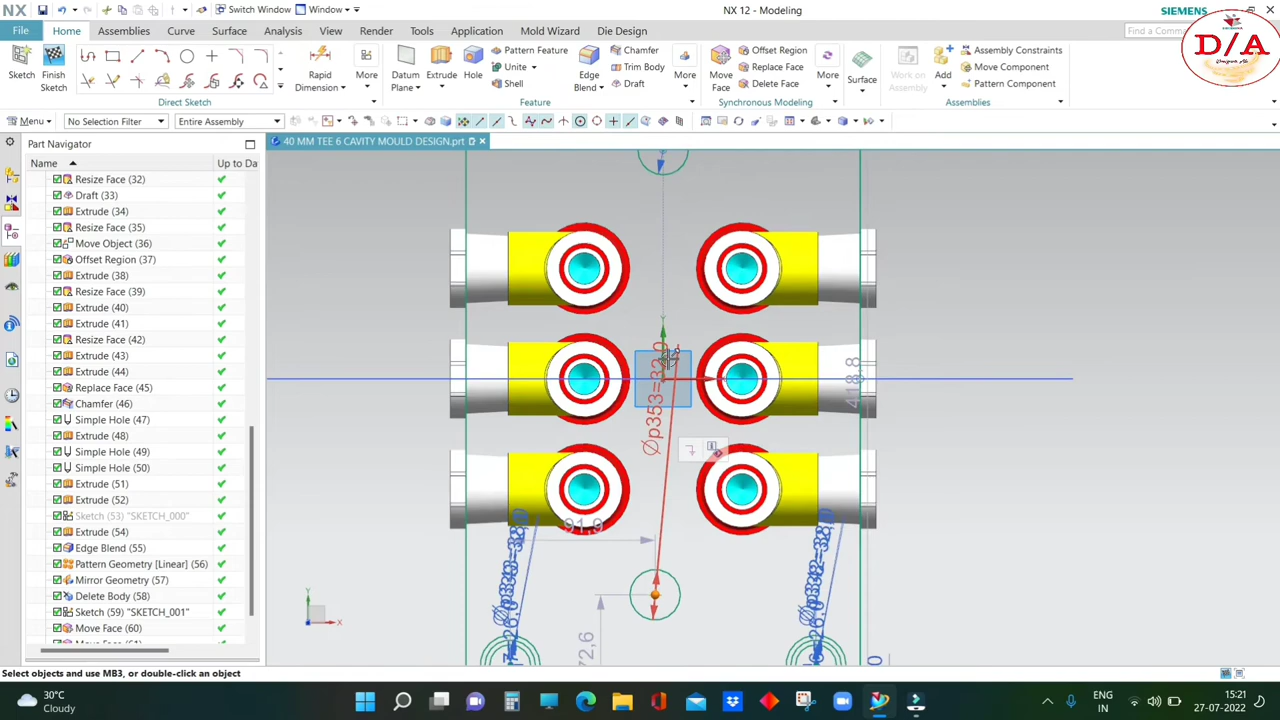 NX
Switch Window
Window
NX 12 - Modeling
SIEMENS
File
Home
Assemblies
Curve
Surface
Analysis
View
Render
Tools
Application
Mold Wizard
Die Design
D/A
Sketch
Finish
Sketch
Rapid
Dimension
More
Datum
Plane
Extrude
Hole
Pattern Feature
Unite
Shell
Edge
Blend
Chamfer
Trim Body
Draft
More
Move
Face
Offset Region
Replace Face
Delete Face
More
Surface
Work on
Assembly
Add
Assembly Constraints
Move Component
Pattern Component
Direct Sketch
Feature
Synchronous Modeling
Assemblies
Menu
No Selection Filter
Entire Assembly
Part Navigator
40 MM TEE 6 CAVITY MOULD DESIGN.prt
Name
Up to Da
Resize Face (32)
Draft (33)
Extrude (34)
Resize Face (35)
Move Object (36)
Offset Region (37)
Extrude (38)
Resize Face (39)
Extrude (40)
Extrude (41)
Resize Face (42)
Extrude (43)
Extrude (44)
Replace Face (45)
Chamfer (46)
Simple Hole (47)
Extrude (48)
Simple Hole (49)
Simple Hole (50)
Extrude (51)
Extrude (52)
Sketch (53) "SKETCH_000"
Extrude (54)
Edge Blend (55)
Pattern Geometry [Linear] (56)
Mirror Geometry (57)
Delete Body (58)
Sketch (59) "SKETCH_001"
Move Face (60)
Y
91,9
72,6
Y
X
Select objects and use MB3, or double-click an object
30°C
Cloudy
ENG
IN
15:21
27-07-2022